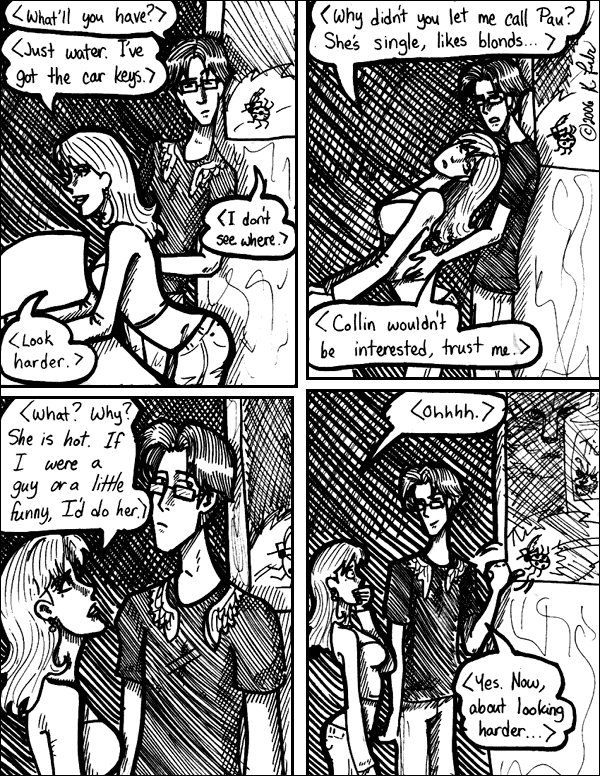 <What'll you have?>
<Just water. I've
got the car keys.>
<I don't
see where.>
<Look
harder.>
<Why didn't you let me call Pau?
She's single, likes blonds...>
<Collin wouldn't
be interested, trust me.>
©2006 K.
<What? Why?
She is hot. If
I were a
guy or a little
funny, I'd do her.>
<Ohhhh.>
<Yes. Now,
about looking
harder...>